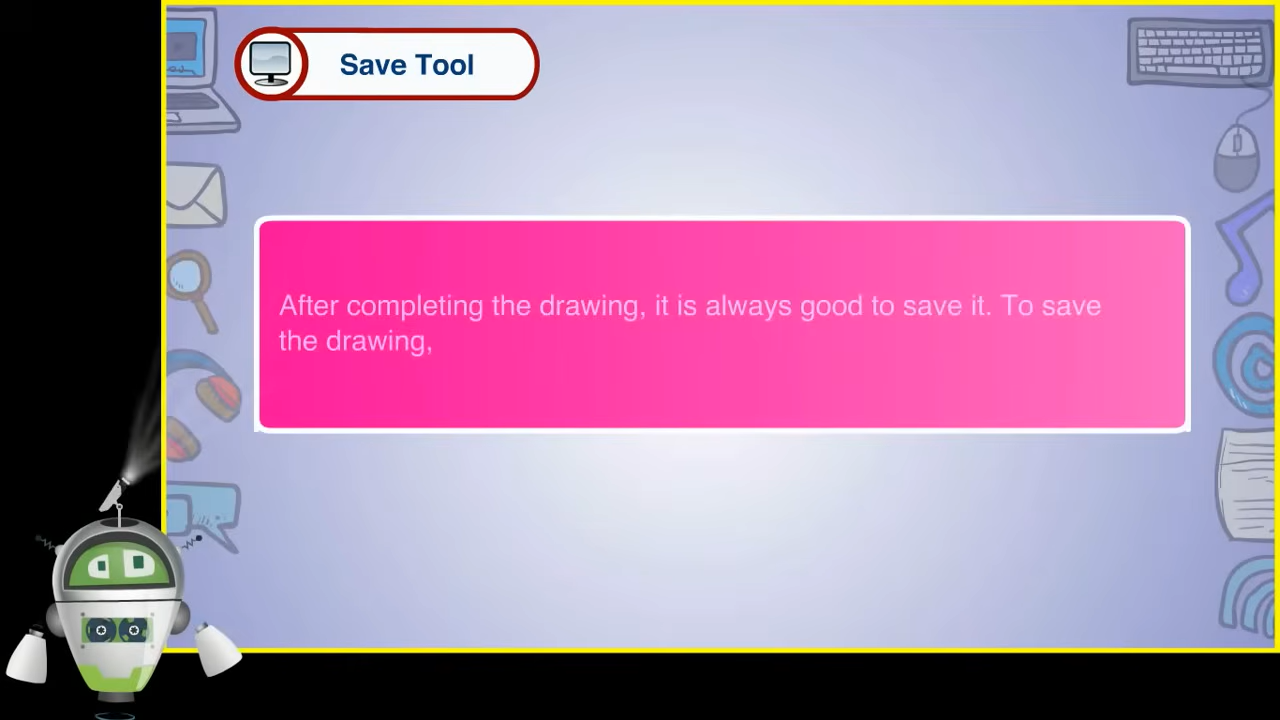 Save Tool
After completing the drawing, it is always good to save it. To save
the drawing,